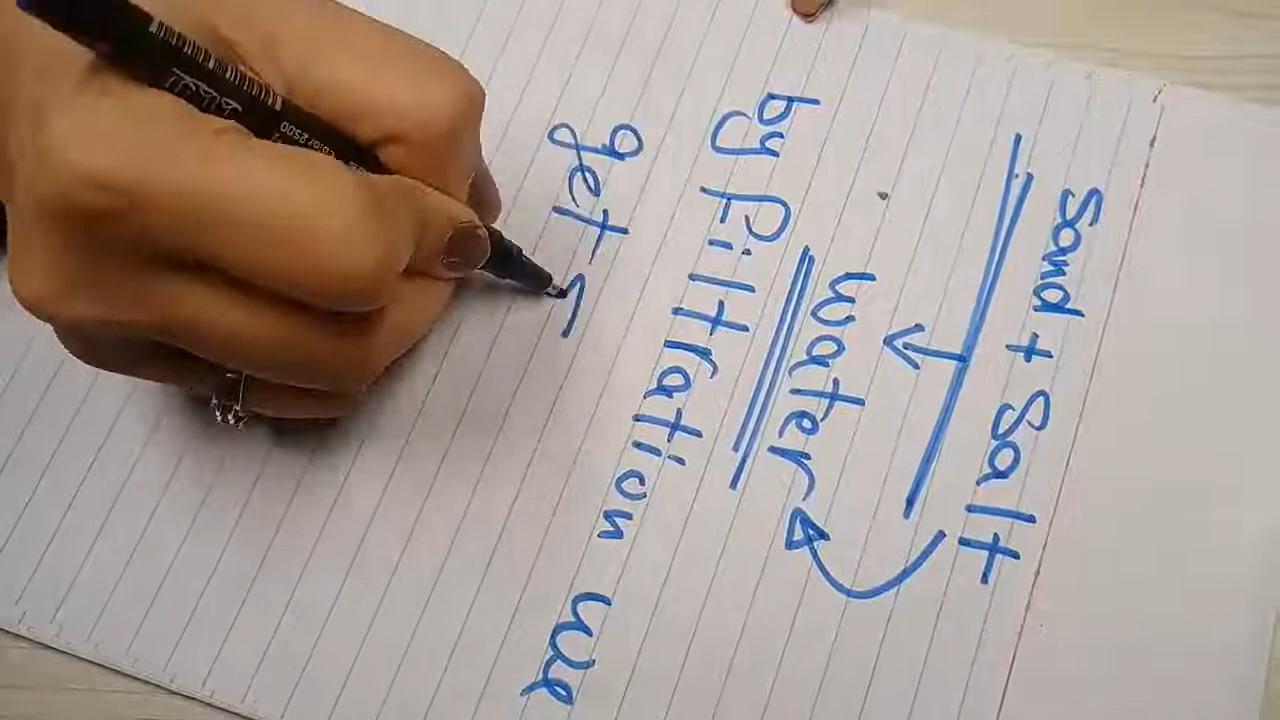 Sand + Salt
water
by Filtration we
get